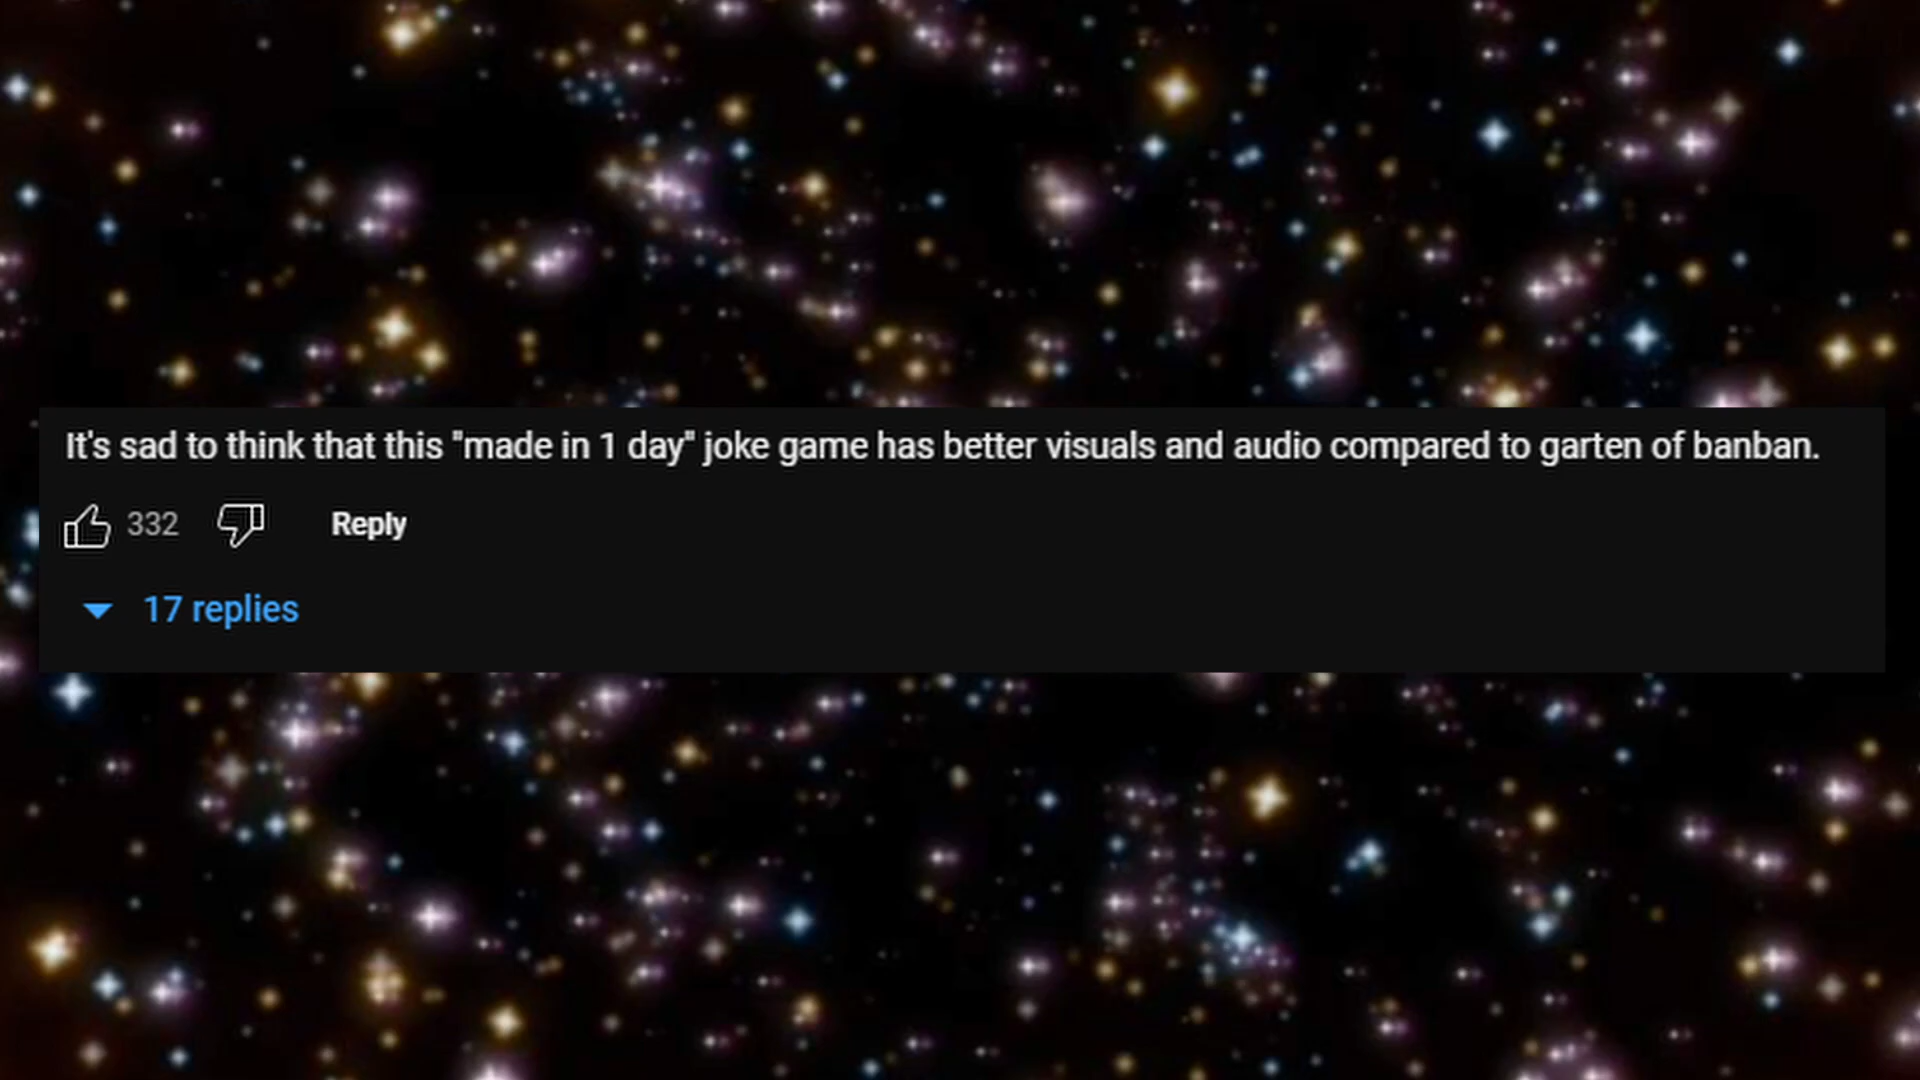 It's sad to think that this "made in 1 day" joke game has better visuals and audio compared to garten of banban.
332
Reply
17 replies